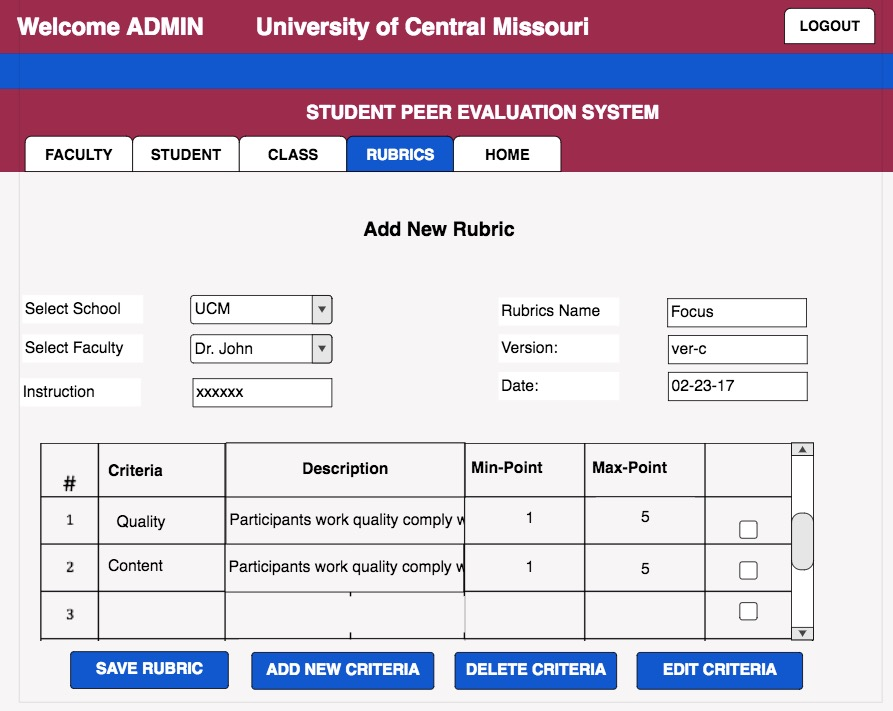 Welcome ADMIN University of Central Missouri LOGOUT
STUDENT PEER EVALUATION SYSTEM
FACULTY STUDENT CLASS RUBRICS HOME
Add New Rubric
Select School UCM Rubrics Name Focus
Select Faculty Dr. John Version: ver-c
Instruction xxxxxx Date: 02-23-17
# Criteria Description Min-Point Max-Point
1 Quality Participants work quality comply 1 5
2 Content Participants work quality comply 1 5
3
SAVE RUBRIC ADD NEW CRITERIA DELETE CRITERIA EDIT CRITERIA